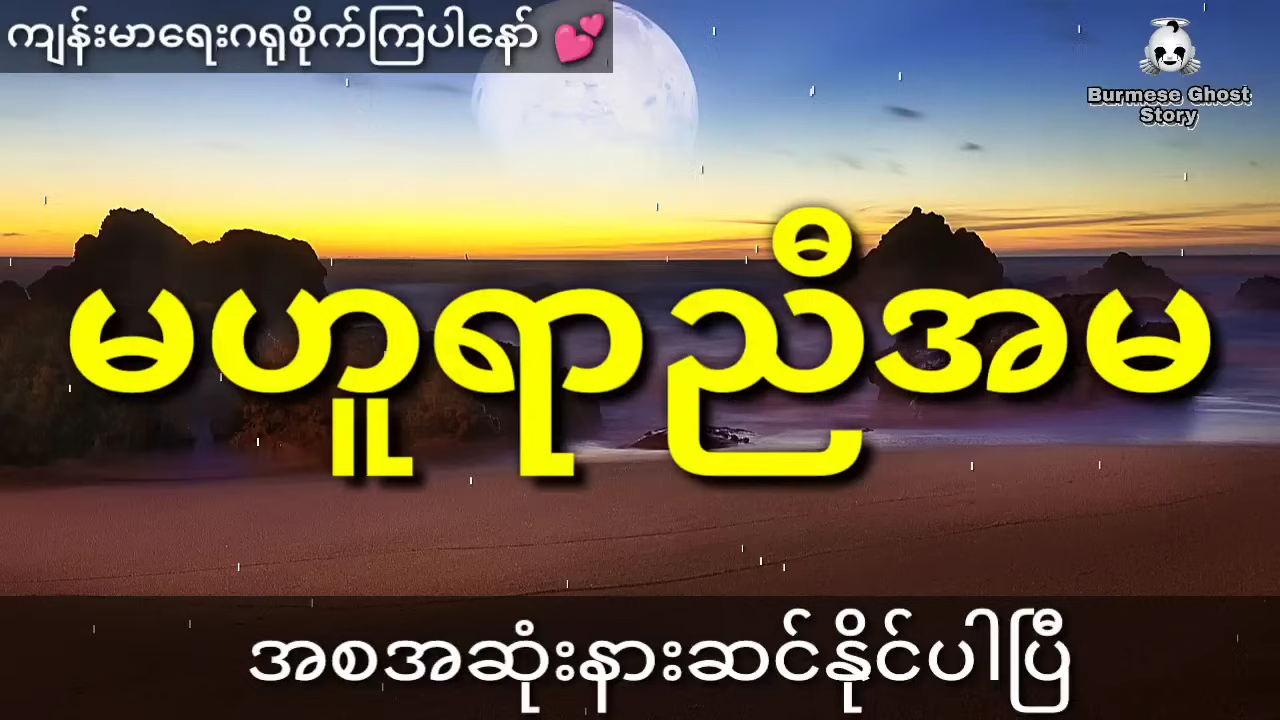 ကျန်းမာရေးဂရုစိုက်ကြပါနော် 💕
Burmese Ghost
Story
မဟူရာညီအမ
အစအဆုံးနားဆင်နိုင်ပါပြီ